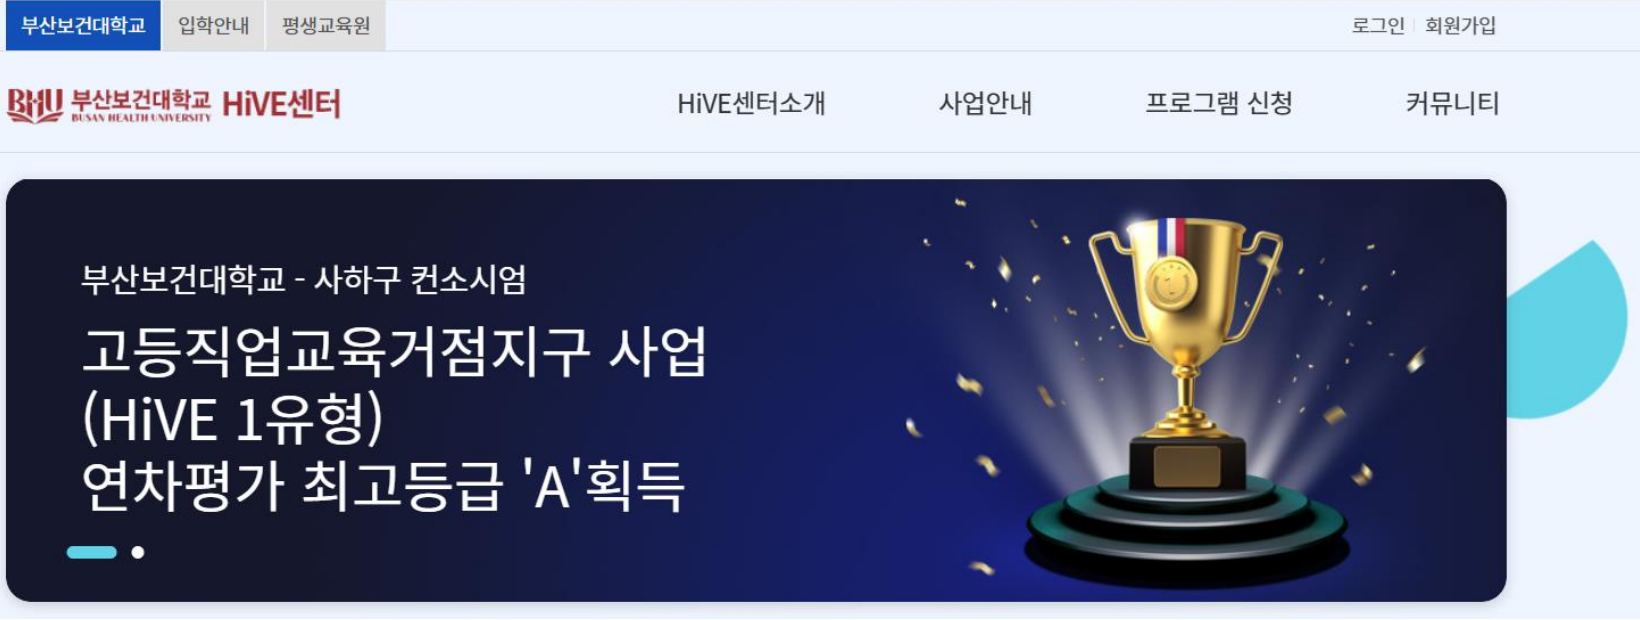 부산보건대학교 입학안내 평생교육원 로그인 회원가입
BHU 부산보건대학교 HiVE센터
BUSAN HEALTH UNIVERSITY
HiVE센터소개 사업안내 프로그램 신청 커뮤니티
부산보건대학교 - 사하구 컨소시엄
고등직업교육거점지구 사업
(HiVE 1유형)
연차평가 최고등급 'A'획득
1